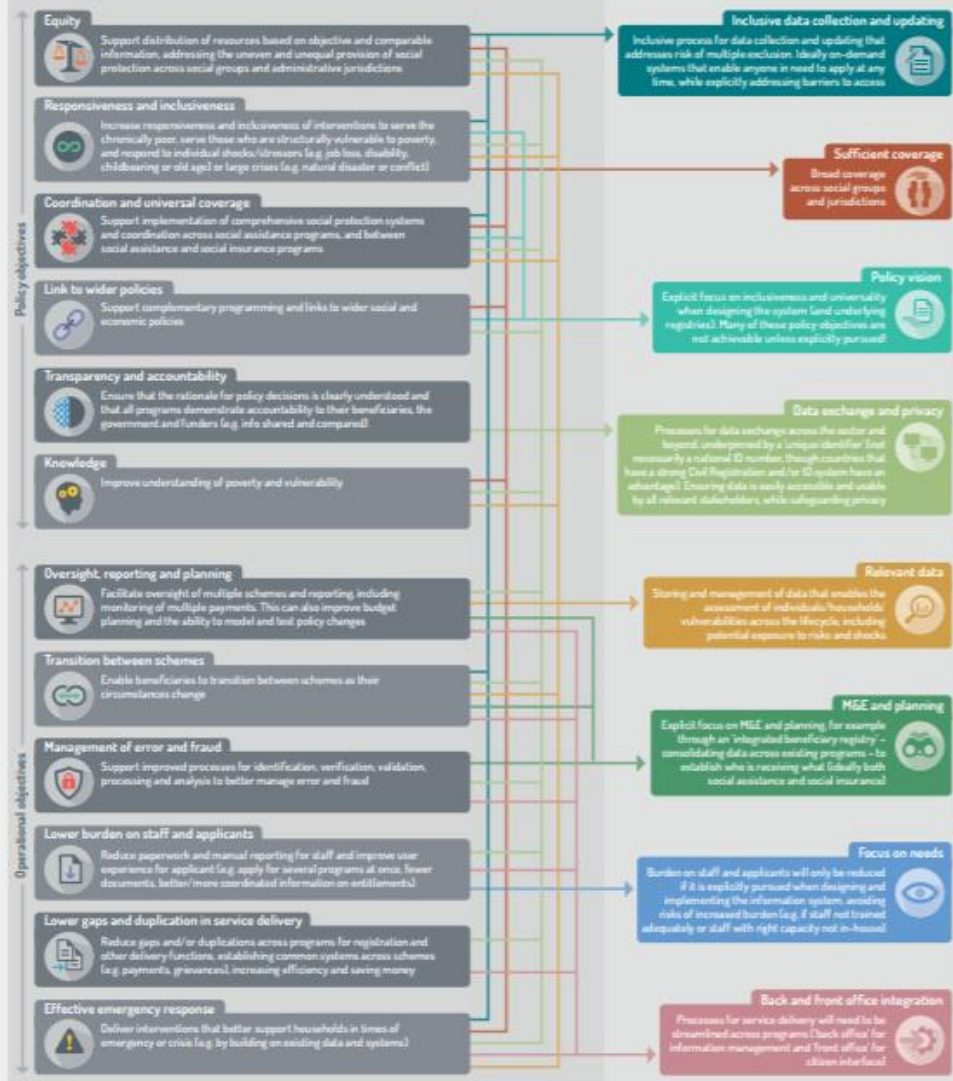 Policy objectives
Equity
Support distribution of resources based on objective and comparable
information, addressing the uneven and unequal provision of social
protection across social groups and administrative jurisdictions
Responsiveness and inclusiveness
Increase responsiveness and inclusiveness of interventions to serve the
chronically poor, serve those who are structurally vulnerable to poverty,
and respond to individual shocks/stressors (e.g. job loss, disability,
childbearing or old age) or large crises (e.g. natural disaster or conflict)
Coordination and universal coverage
Support implementation of comprehensive social protection systems
and coordination across social assistance programs, and between
social assistance and social insurance programs
Link to wider policies
Support complementary programming and links to wider social and
economic policies
Transparency and accountability
Ensure that the rationale for policy decisions is clearly understood and
that all programs demonstrate accountability to their beneficiaries, the
government and funders (e.g. info shared and compared)
Knowledge
Improve understanding of poverty and vulnerability
Operational objectives
Oversight, reporting and planning
Facilitate oversight of multiple schemes and reporting, including
monitoring of multiple payments. This can also improve budget
planning and the ability to model and test policy changes
Transition between schemes
Enable beneficiaries to transition between schemes as their
circumstances change
Management of error and fraud
Support improved processes for identification, verification, validation,
processing and analysis to better manage error and fraud
Lower burden on staff and applicants
Reduce paperwork and manual reporting for staff and improve user
experience for applicant (e.g. apply for several programs at once, fewer
documents, better/more coordinated information on entitlements)
Lower gaps and duplication in service delivery
Reduce gaps and/or duplications across programs for registration and
other delivery functions, establishing common systems across schemes
(e.g. payments, grievances), increasing efficiency and saving money
Effective emergency response
Deliver interventions that better support households in times of
emergency or crisis (e.g. by building on existing data and systems)
Inclusive data collection and updating
Inclusive process for data collection and updating that
addresses risk of multiple exclusion. Ideally on-demand
systems that enable anyone in need to apply at any
time, while explicitly addressing barriers to access
Sufficient coverage
Broad coverage
across social groups
and jurisdictions
Policy vision
Explicit focus on inclusiveness and universality
when designing the system (and underlying
registries). Many of these policy objectives are
not achievable unless explicitly pursued!
Data exchange and privacy
Processes for data exchange across the sector and
beyond, underpinned by a 'unique identifier' (not
necessarily a national ID number, though countries that
have a strong Civil Registration and/or ID system have an
advantage). Ensuring data is easily accessible and usable
by all relevant stakeholders, while safeguarding privacy
Relevant data
Storing and management of data that enables the
assessment of individuals/'households'
vulnerabilities across the lifecycle, including
potential exposure to risks and shocks
M&E and planning
Explicit focus on M&E and planning, for example
through an 'integrated beneficiary registry' –
consolidating data across existing programs – to
establish who is receiving what (ideally both
social assistance and social insurance)
Focus on needs
Burden on staff and applicants will only be reduced
if it is explicitly pursued when designing and
implementing the information system, avoiding
risks of increased burden (e.g. if staff not trained
adequately or staff with right capacity not in-house)
Back and front office integration
Processes for service delivery will need to be
streamlined across programs ('back office' for
information management and 'front office' for
citizen interface)